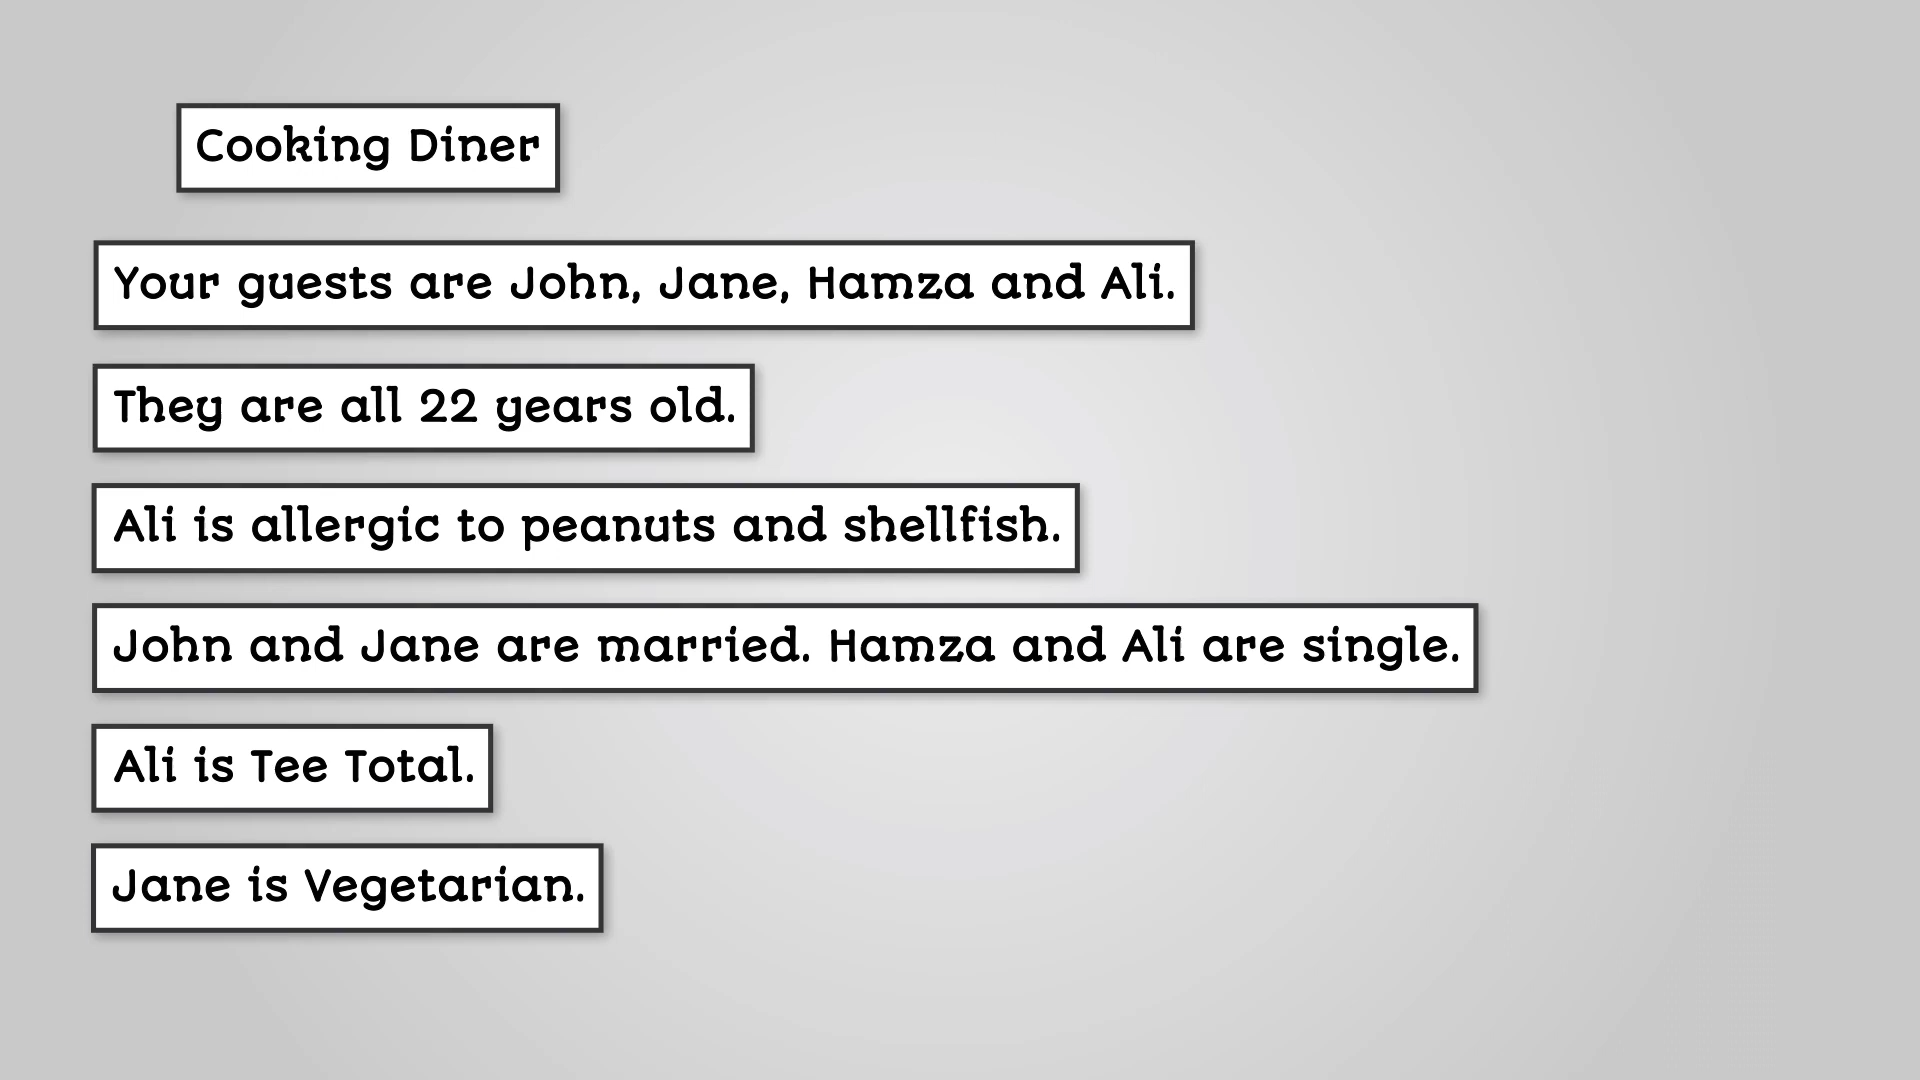 Cooking Diner
Your guests are John, Jane, Hamza and Ali.
They are all 22 years old.
Ali is allergic to peanuts and shellfish.
John and Jane are married. Hamza and Ali are single.
Ali is Tee Total.
Jane is Vegetarian.